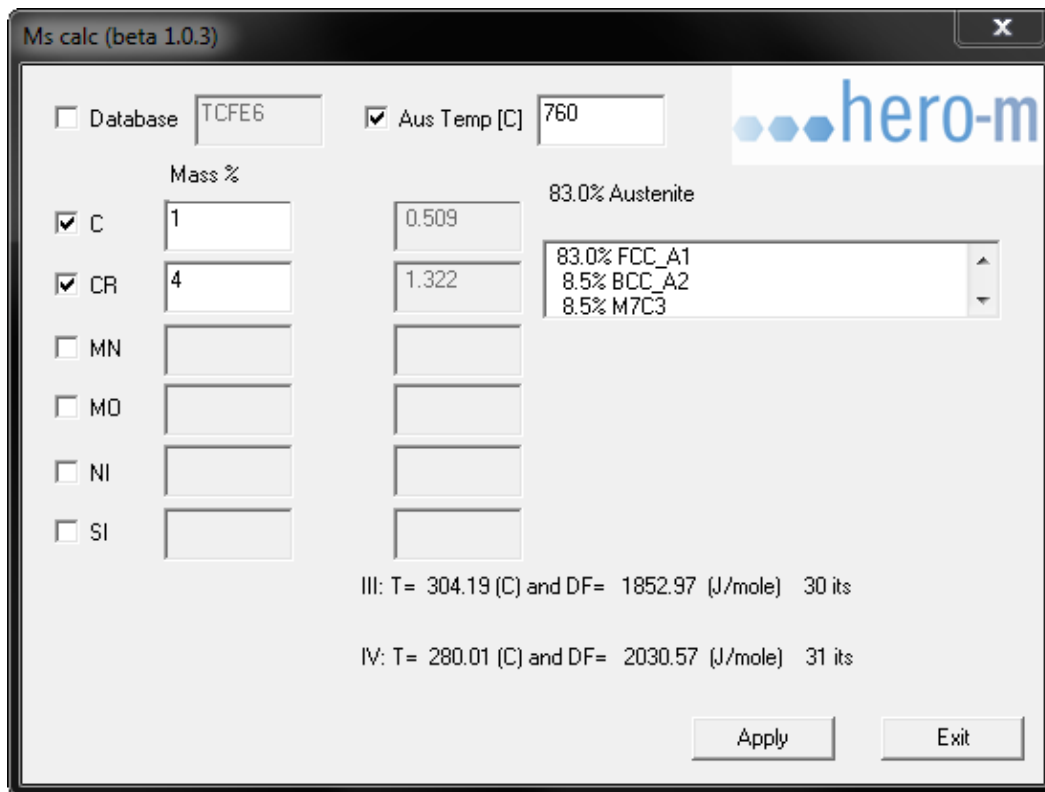 Ms calc (beta 1.0.3)
x
Database TCFE6 Aus Temp [C] 760
hero-m
Mass %
83.0% Austenite
C 1 0.509
83.0% FCC_A1
CR 4 1.322
8.5% BCC_A2
8.5% M7C3
MN
MO
NI
SI
III: T= 304.19 (C) and DF= 1852.97 (J/mole) 30 its
IV: T= 280.01 (C) and DF= 2030.57 (J/mole) 31 its
Apply Exit